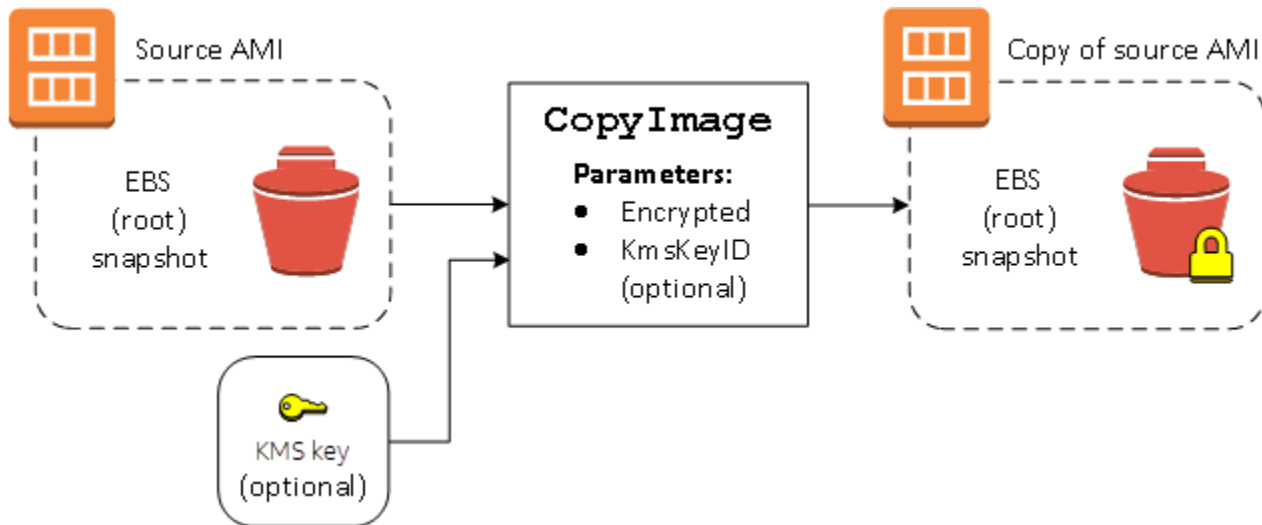 Source AMI
EBS
(root)
snapshot
KMS key
(optional)
CopyImage
Parameters:
● Encrypted
● KmsKeyID
(optional)
Copy of source AMI
EBS
(root)
snapshot